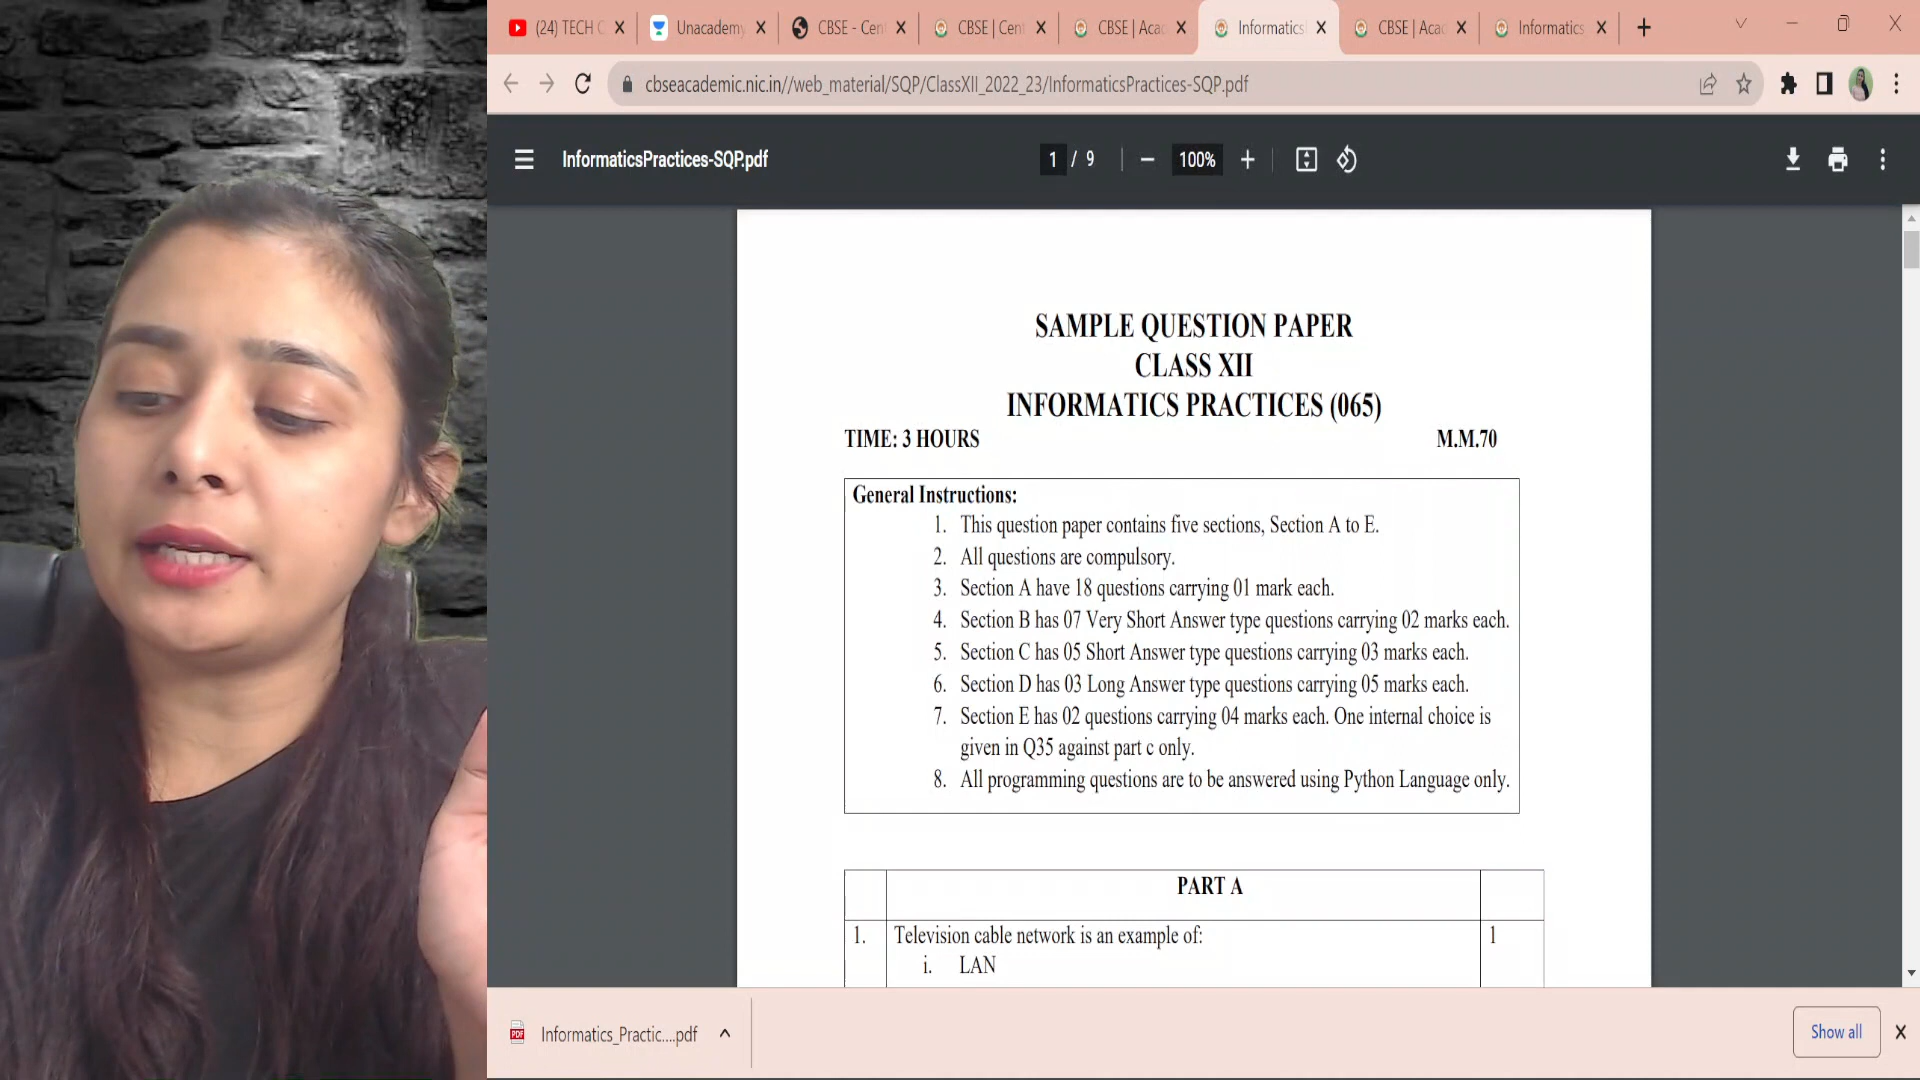 (24) TECH C
Unacademy
CBSE - Cent
CBSE | Cent
CBSE | Acad
Informatics
CBSE | Acad
Informatics
cbseacademic.nic.in//web_material/SQP/ClassXII_2022_23/InformaticsPractices-SQP.pdf
InformaticsPractices-SQP.pdf
1 / 9
100%
SAMPLE QUESTION PAPER
CLASS XII
INFORMATICS PRACTICES (065)
TIME: 3 HOURS M.M.70
General Instructions:
1. This question paper contains five sections, Section A to E.
2. All questions are compulsory.
3. Section A have 18 questions carrying 01 mark each.
4. Section B has 07 Very Short Answer type questions carrying 02 marks each.
5. Section C has 05 Short Answer type questions carrying 03 marks each.
6. Section D has 03 Long Answer type questions carrying 05 marks each.
7. Section E has 02 questions carrying 04 marks each. One internal choice is
given in Q35 against part c only.
8. All programming questions are to be answered using Python Language only.
PART A
1. Television cable network is an example of: 1
i. LAN
PDF
Informatics_Practic....pdf
Show all